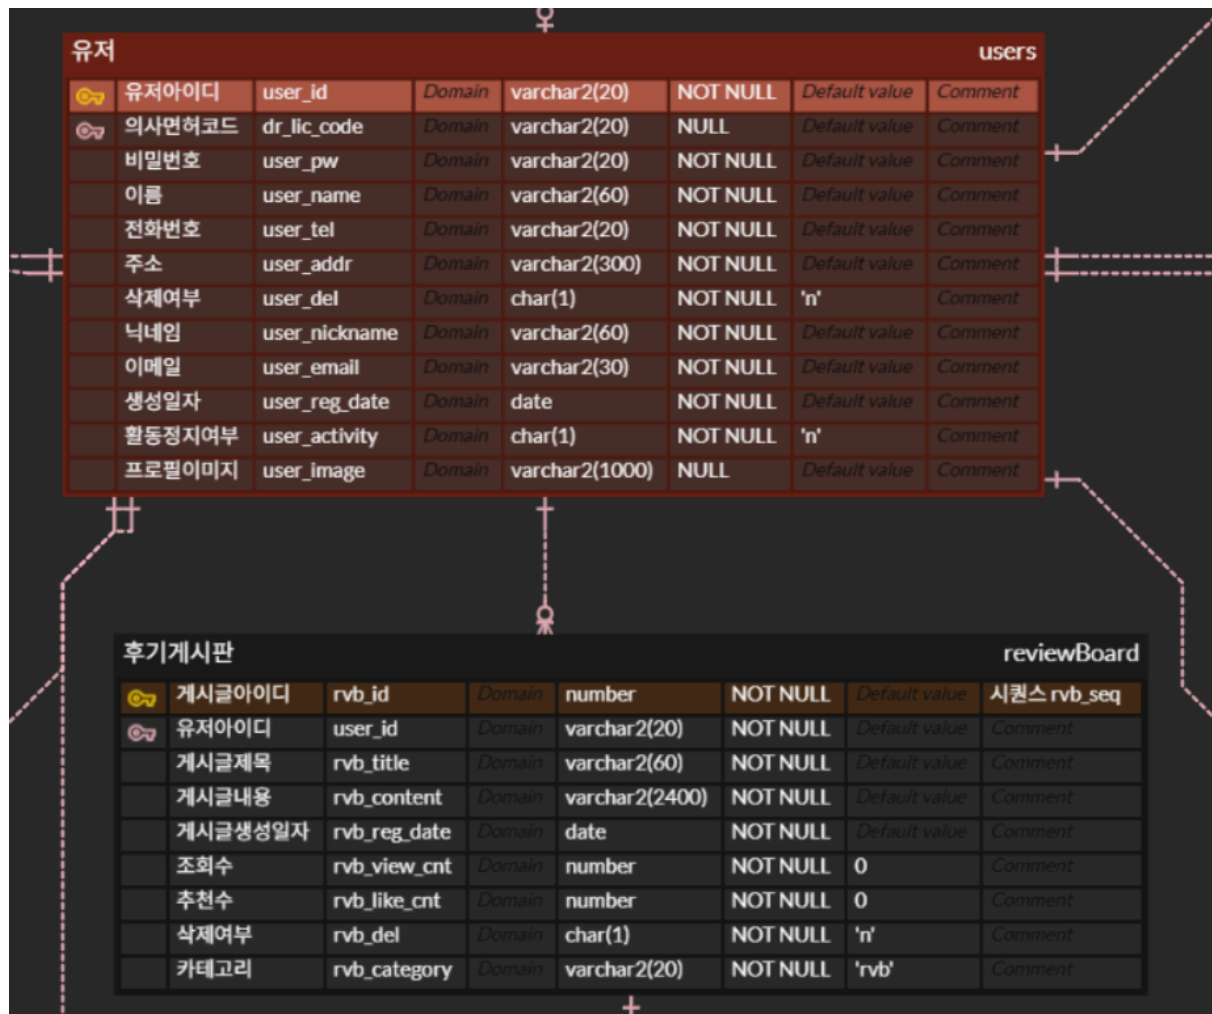 유저 users
유저아이디 user_id Domain varchar2(20) NOT NULL Default value Comment
의사면허코드 dr_lic_code Domain varchar2(20) NULL Default value Comment
비밀번호 user_pw Domain varchar2(20) NOT NULL Default value Comment
이름 user_name Domain varchar2(60) NOT NULL Default value Comment
전화번호 user_tel Domain varchar2(20) NOT NULL Default value Comment
주소 user_addr Domain varchar2(300) NOT NULL Default value Comment
삭제여부 user_del Domain char(1) NOT NULL 'n' Comment
닉네임 user_nickname Domain varchar2(60) NOT NULL Default value Comment
이메일 user_email Domain varchar2(30) NOT NULL Default value Comment
생성일자 user_reg_date Domain date NOT NULL Default value Comment
활동정지여부 user_activity Domain char(1) NOT NULL 'n' Comment
프로필이미지 user_image Domain varchar2(1000) NULL Default value Comment
후기게시판 reviewBoard
게시글아이디 rvb_id Domain number NOT NULL Default value 시퀀스 rvb_seq
유저아이디 user_id Domain varchar2(20) NOT NULL Default value Comment
게시글제목 rvb_title Domain varchar2(60) NOT NULL Default value Comment
게시글내용 rvb_content Domain varchar2(2400) NOT NULL Default value Comment
게시글생성일자 rvb_reg_date Domain date NOT NULL Default value Comment
조회수 rvb_view_cnt Domain number NOT NULL 0 Comment
추천수 rvb_like_cnt Domain number NOT NULL 0 Comment
삭제여부 rvb_del Domain char(1) NOT NULL 'n' Comment
카테고리 rvb_category Domain varchar2(20) NOT NULL 'rvb' Comment